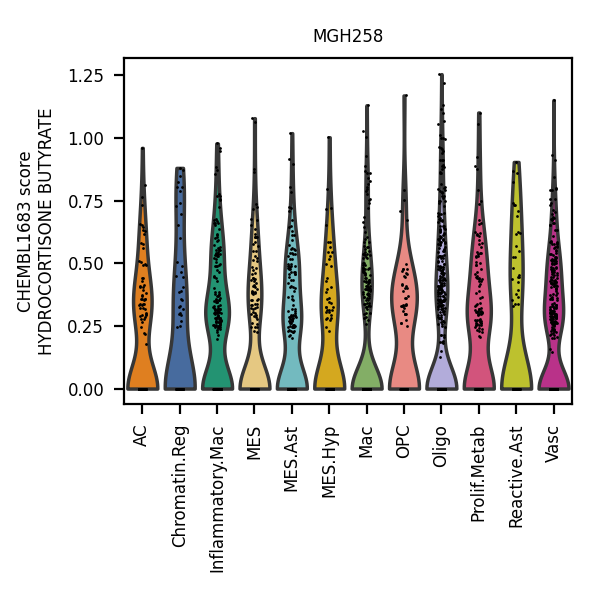 MGH258
CHEMBL1683 score
HYDROCORTISONE BUTYRATE
1.25
1.00
0.75
0.50
0.25
0.00
AC
Chromatin.Reg
Inflammatory.Mac
MES
MES.Ast
MES.Hyp
Mac
OPC
Oligo
Prolif.Metab
Reactive.Ast
Vasc